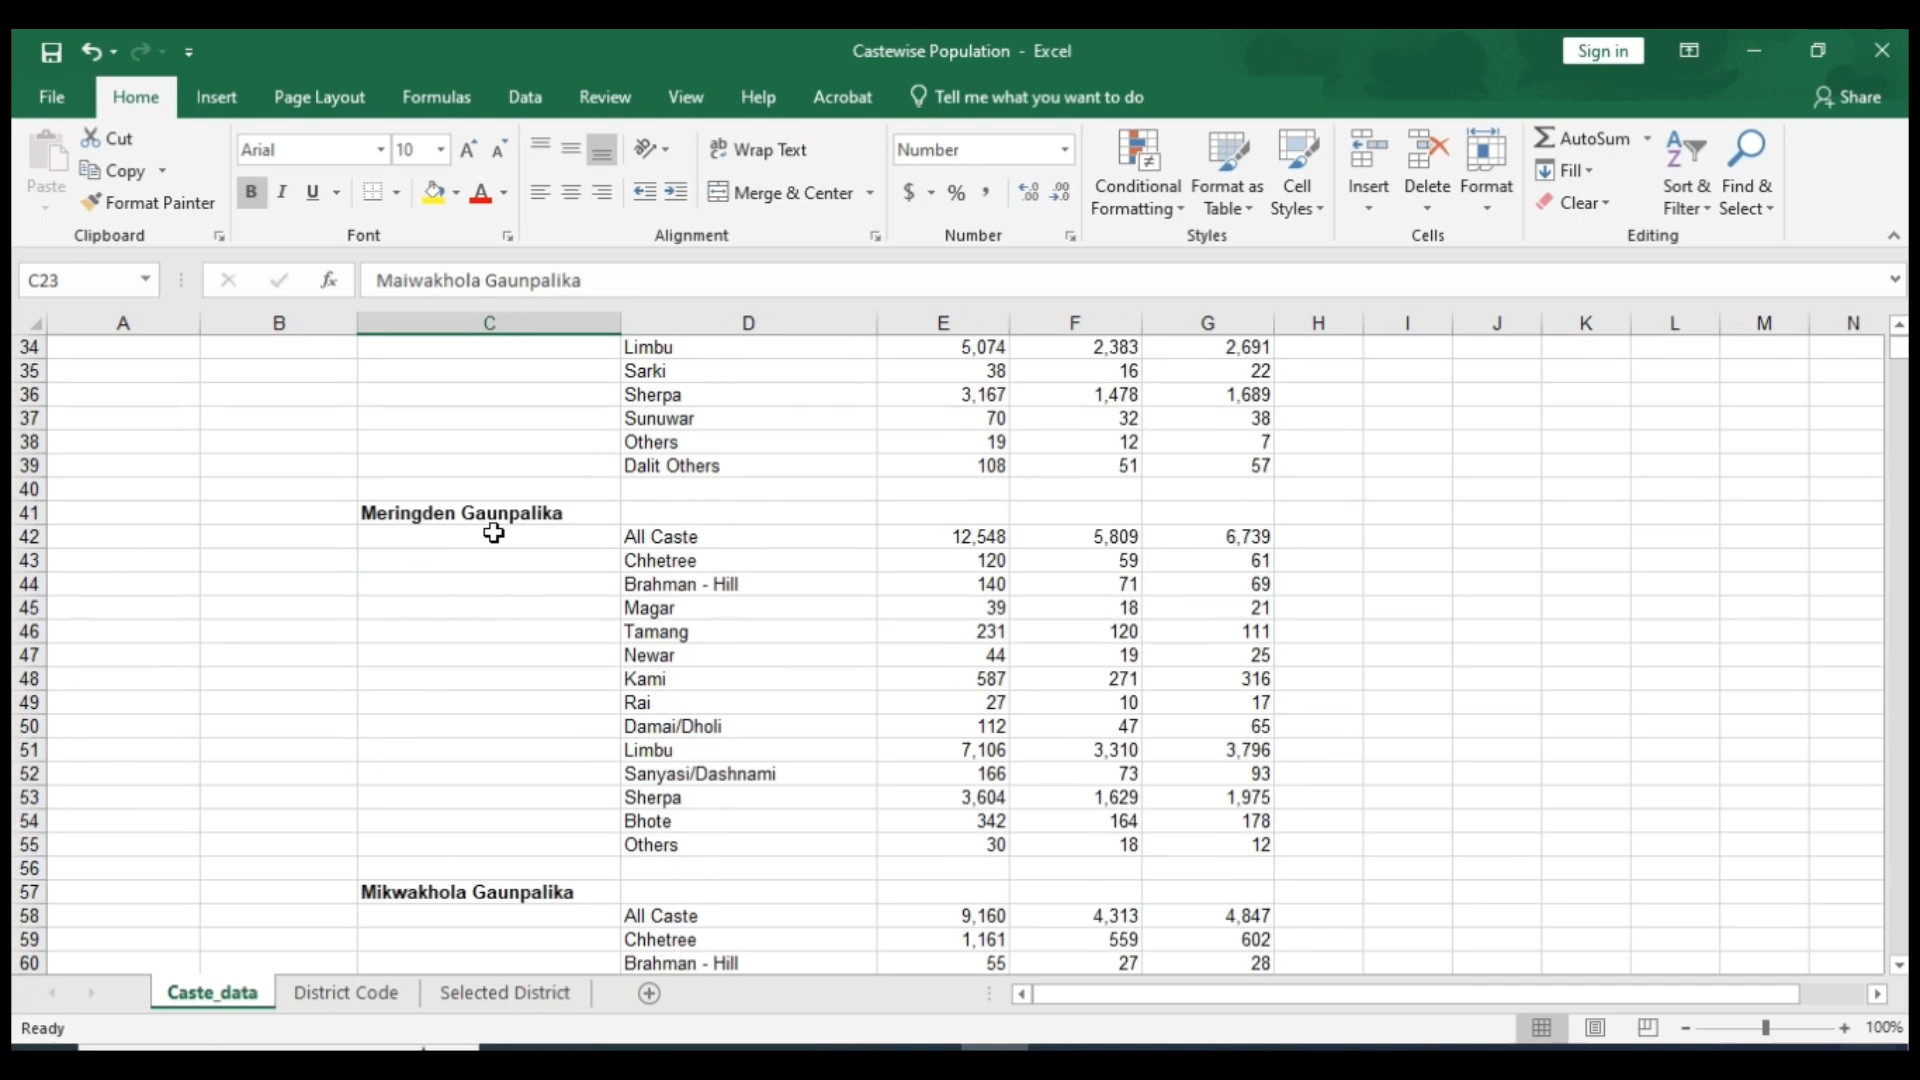 Castewise Population - Excel
Sign in
File Home Insert Page Layout Formulas Data Review View Help Acrobat Tell me what you want to do Share
Paste
Cut
Copy
Format Painter
Clipboard
Arial 10 A A
B I U A
Font
ab Wrap Text
Merge & Center
Alignment
Number
$ % ,
Number
Conditional Formatting
Format as Table
Cell Styles
Styles
Insert Delete Format
Cells
AutoSum
Fill
Clear
Sort & Filter
Find & Select
Editing
C23 fx Maiwakhola Gaunpalika
A B C D E F G H I J K L M N
34 Limbu 5,074 2,383 2,691
35 Sarki 38 16 22
36 Sherpa 3,167 1,478 1,689
37 Sunuwar 70 32 38
38 Others 19 12 7
39 Dalit Others 108 51 57
40
41 Meringden Gaunpalika
42 All Caste 12,548 5,809 6,739
43 Chhetree 120 59 61
44 Brahman - Hill 140 71 69
45 Magar 39 18 21
46 Tamang 231 120 111
47 Newar 44 19 25
48 Kami 587 271 316
49 Rai 27 10 17
50 Damai/Dholi 112 47 65
51 Limbu 7,106 3,310 3,796
52 Sanyasi/Dashnami 166 73 93
53 Sherpa 3,604 1,629 1,975
54 Bhote 342 164 178
55 Others 30 18 12
56
57 Mikwakhola Gaunpalika
58 All Caste 9,160 4,313 4,847
59 Chhetree 1,161 559 602
60 Brahman - Hill 55 27 28
Caste_data District Code Selected District
Ready
100%